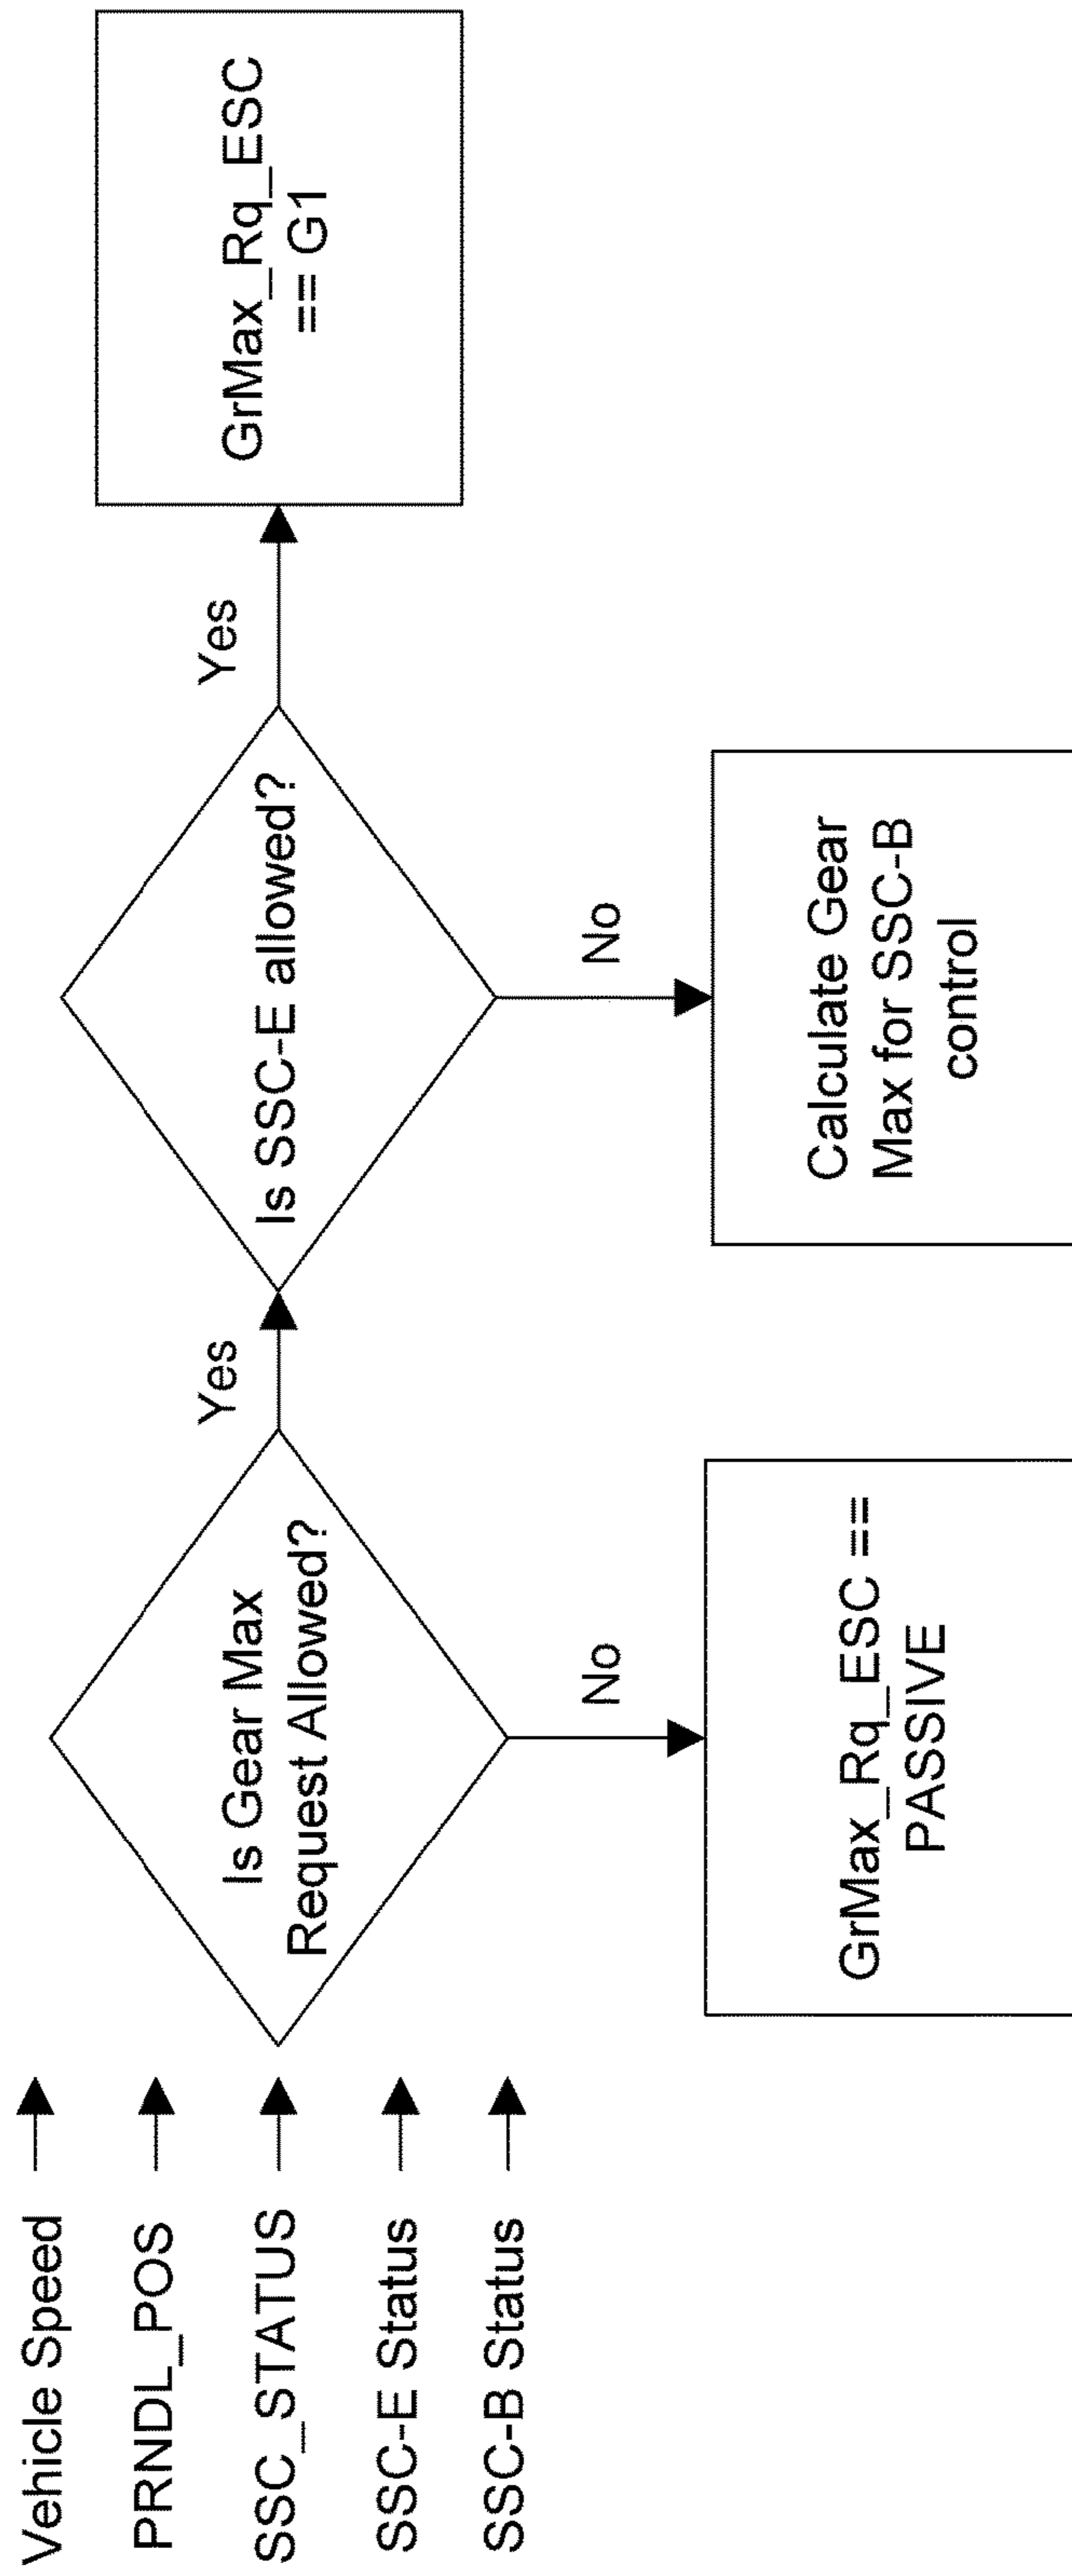 Vehicle Speed
PRNDL_POS
SSC_STATUS
SSC-E Status
SSC-B Status
Is Gear Max
Request Allowed?
Yes
No
GrMax_Rq_ESC ==
PASSIVE
Is SSC-E allowed?
Yes
No
Calculate Gear
Max for SSC-B
control
GrMax_Rq_ESC
== G1